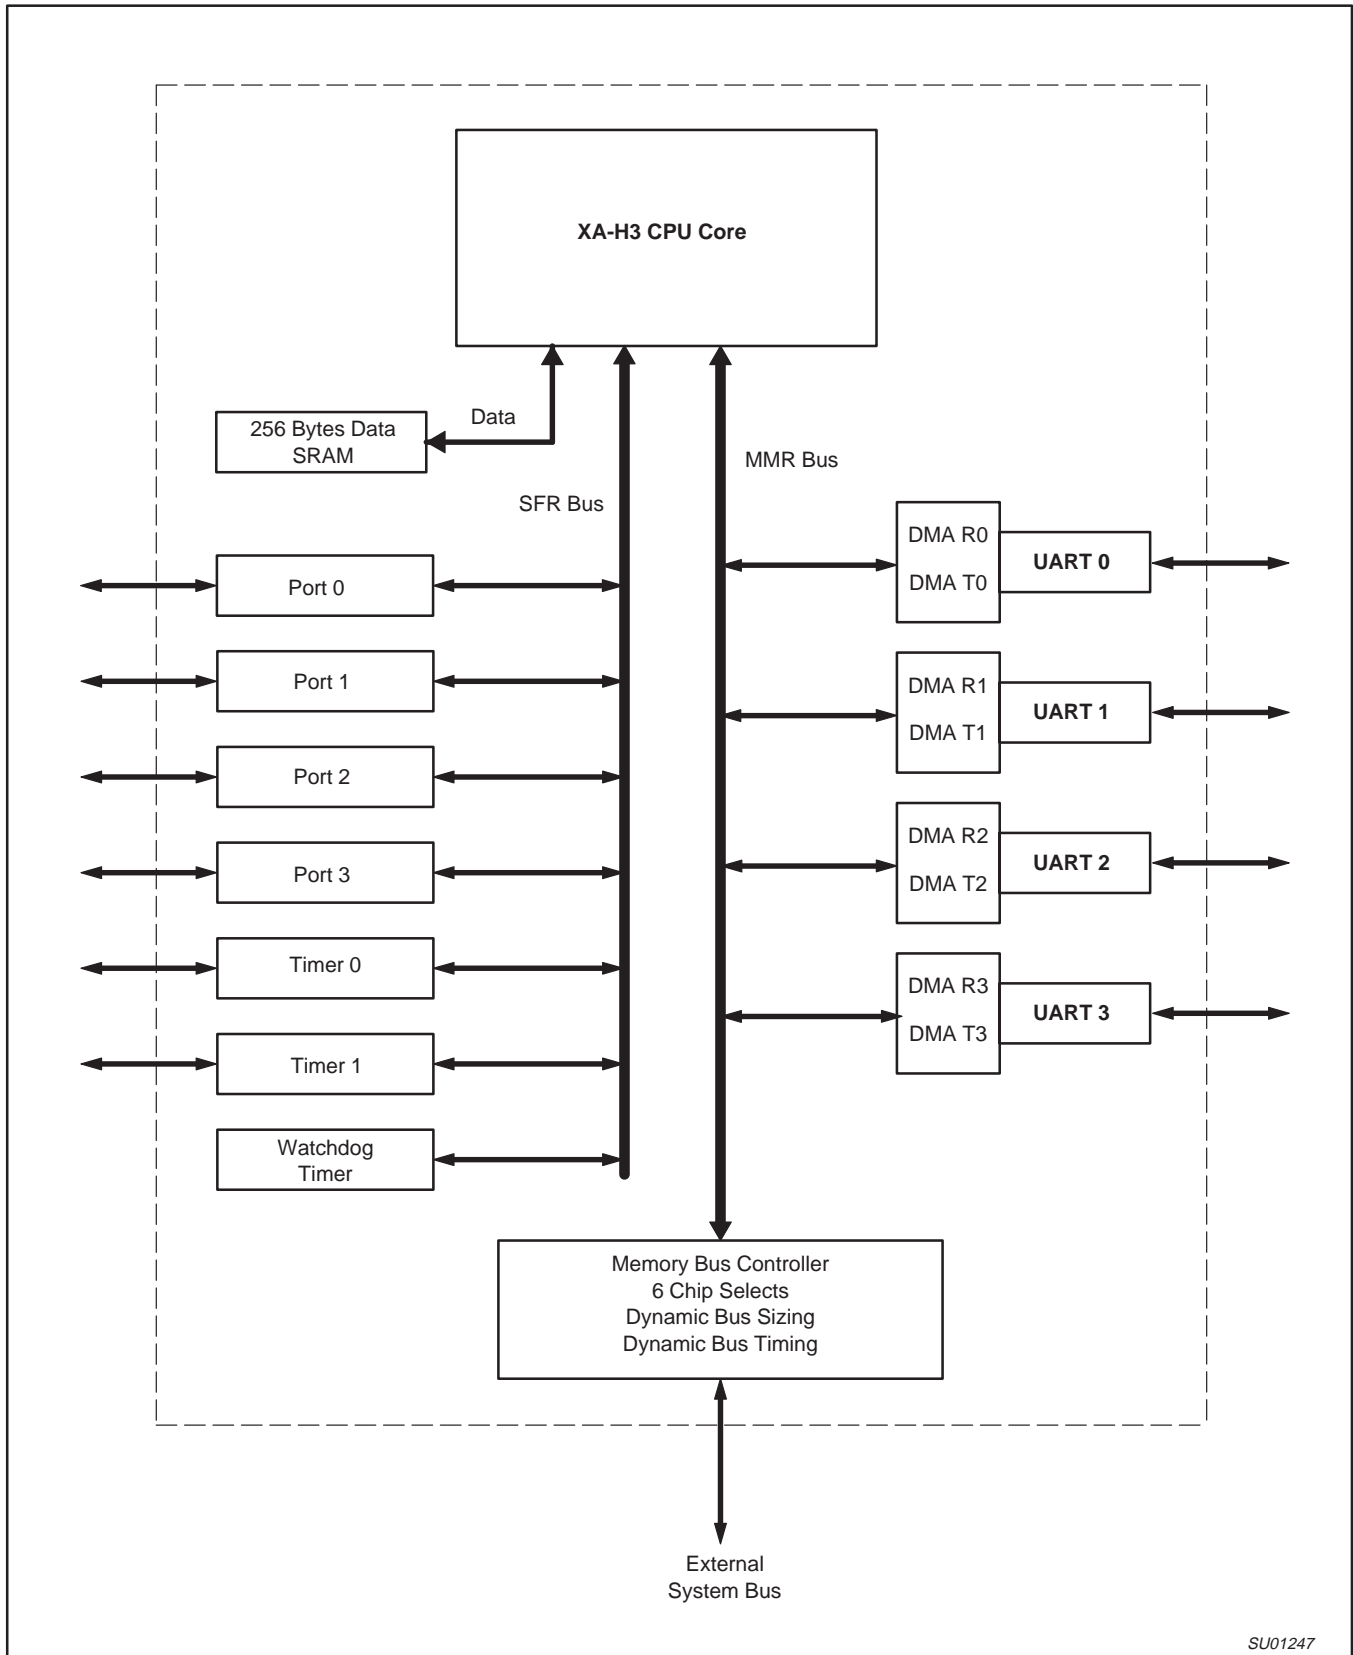 XA-H3 CPU Core
256 Bytes Data
SRAM
Data
MMR Bus
SFR Bus
Port 0
Port 1
Port 2
Port 3
Timer 0
Timer 1
Watchdog
Timer
DMA R0
DMA T0
UART 0
DMA R1
DMA T1
UART 1
DMA R2
DMA T2
UART 2
DMA R3
DMA T3
UART 3
Memory Bus Controller
6 Chip Selects
Dynamic Bus Sizing
Dynamic Bus Timing
External
System Bus
SU01247